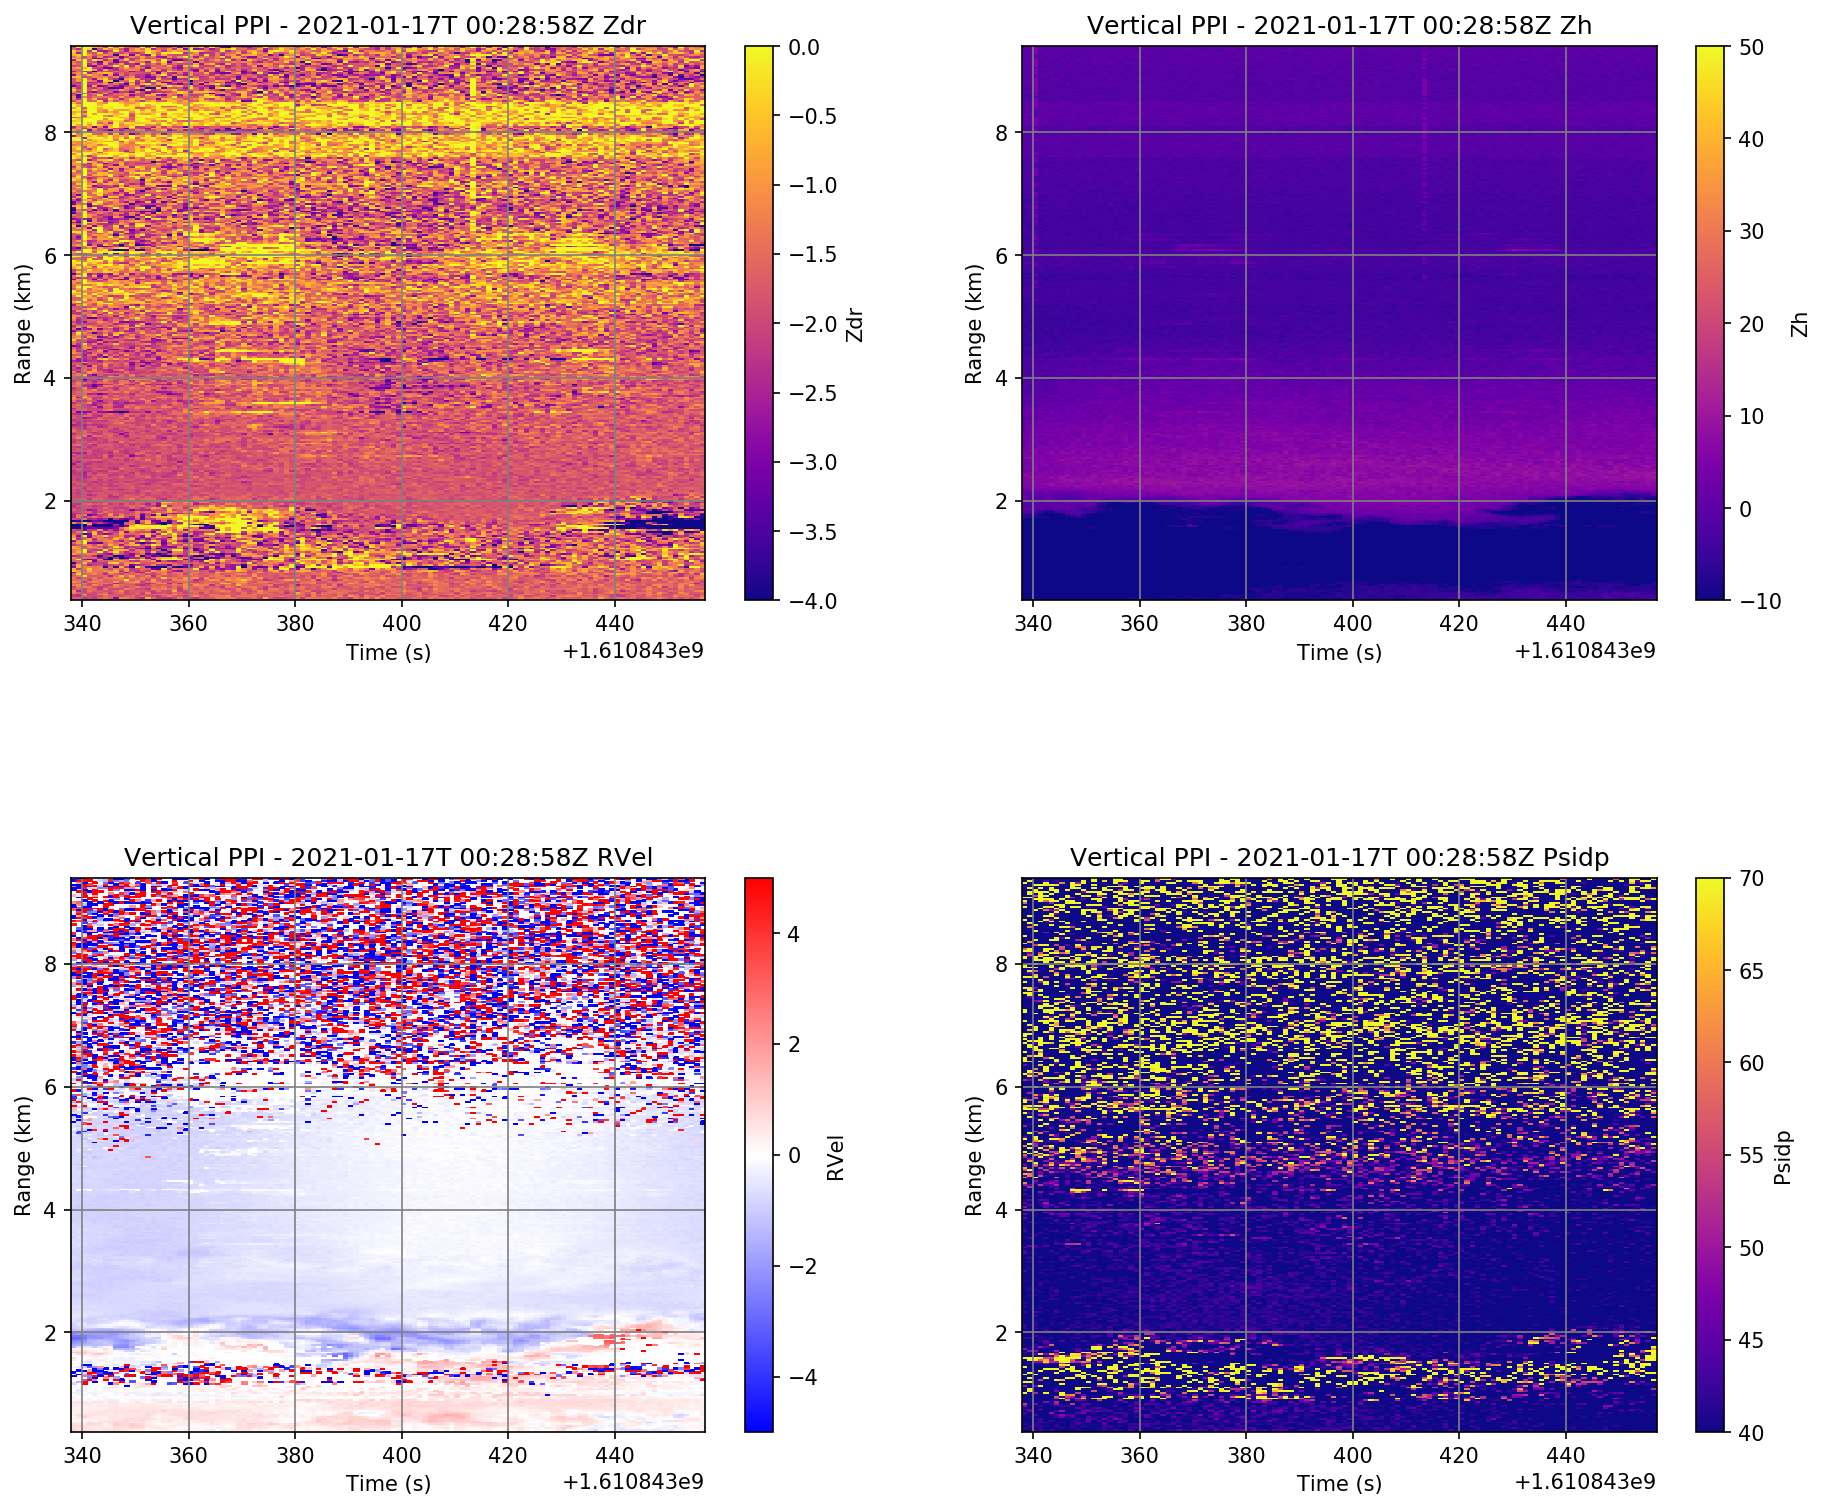 Vertical PPI - 2021-01-17T 00:28:58Z Zdr
Range (km)
8
6
4
2
340 360 380 400 420 440
Time (s)
+1.610843e9
0.0
−0.5
−1.0
−1.5
−2.0
−2.5
−3.0
−3.5
−4.0
Zdr
Vertical PPI - 2021-01-17T 00:28:58Z Zh
Range (km)
8
6
4
2
340 360 380 400 420 440
Time (s)
+1.610843e9
50
40
30
20
10
0
−10
Zh
Vertical PPI - 2021-01-17T 00:28:58Z RVel
Range (km)
8
6
4
2
340 360 380 400 420 440
Time (s)
+1.610843e9
4
2
0
−2
−4
RVel
Vertical PPI - 2021-01-17T 00:28:58Z Psidp
Range (km)
8
6
4
2
340 360 380 400 420 440
Time (s)
+1.610843e9
70
65
60
55
50
45
40
Psidp